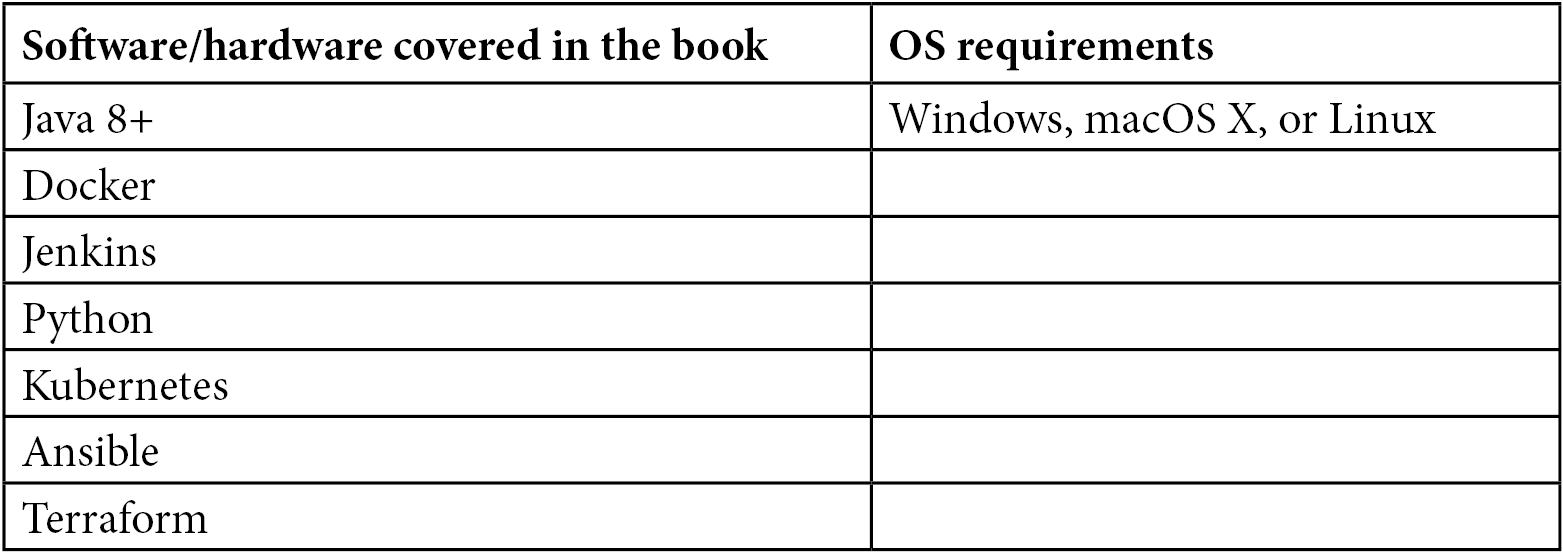 Software/hardware covered in the book OS requirements
Java 8+ Windows, macOS X, or Linux
Docker
Jenkins
Python
Kubernetes
Ansible
Terraform